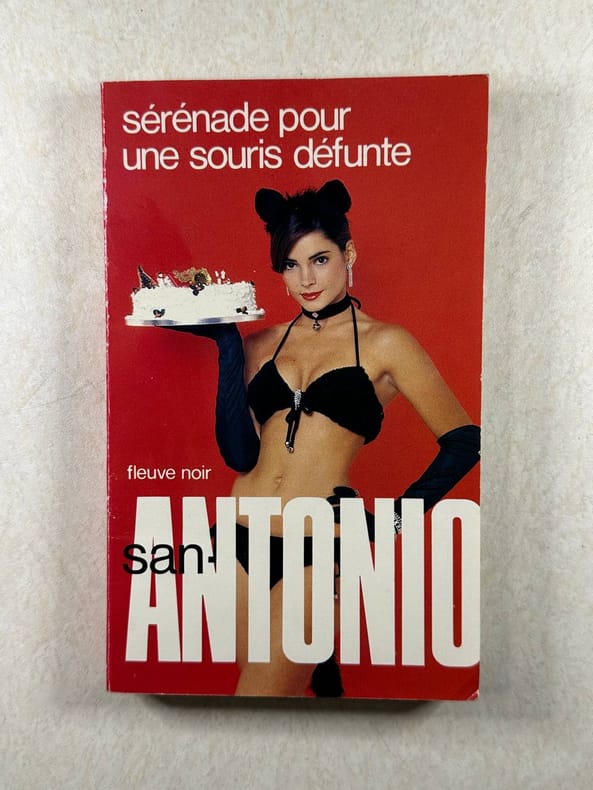 sérénade pour
une souris défunte
fleuve noir
san-
ANTONIO